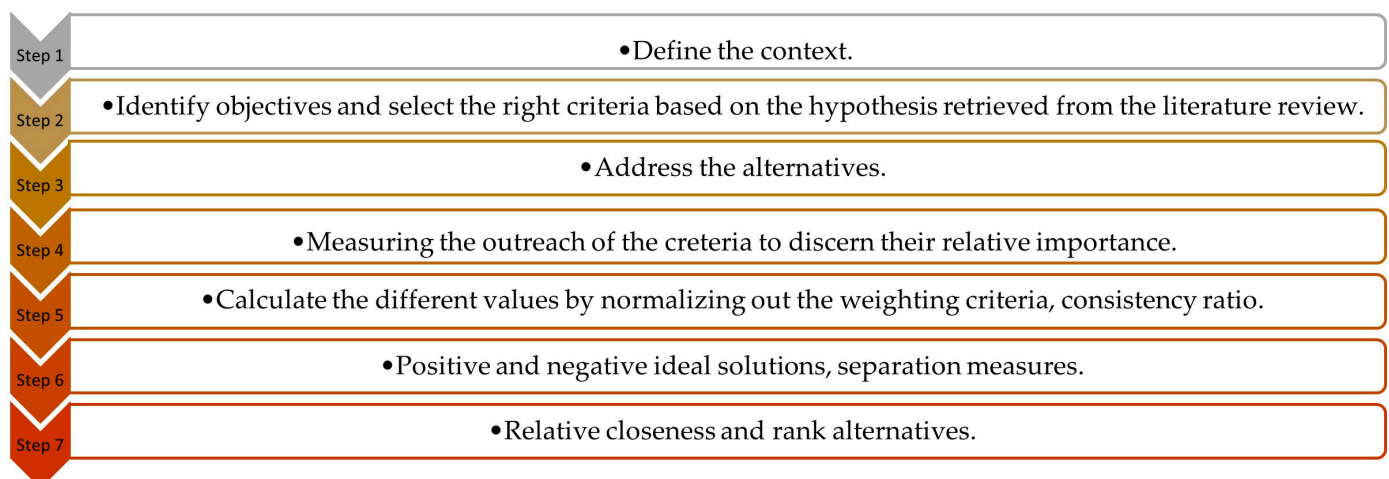 Step 1
•Define the context.
Step 2
•Identify objectives and select the right criteria based on the hypothesis retrieved from the literature review.
Step 3
•Address the alternatives.
Step 4
•Measuring the outreach of the creteria to discern their relative importance.
Step 5
•Calculate the different values by normalizing out the weighting criteria, consistency ratio.
Step 6
•Positive and negative ideal solutions, separation measures.
Step 7
•Relative closeness and rank alternatives.